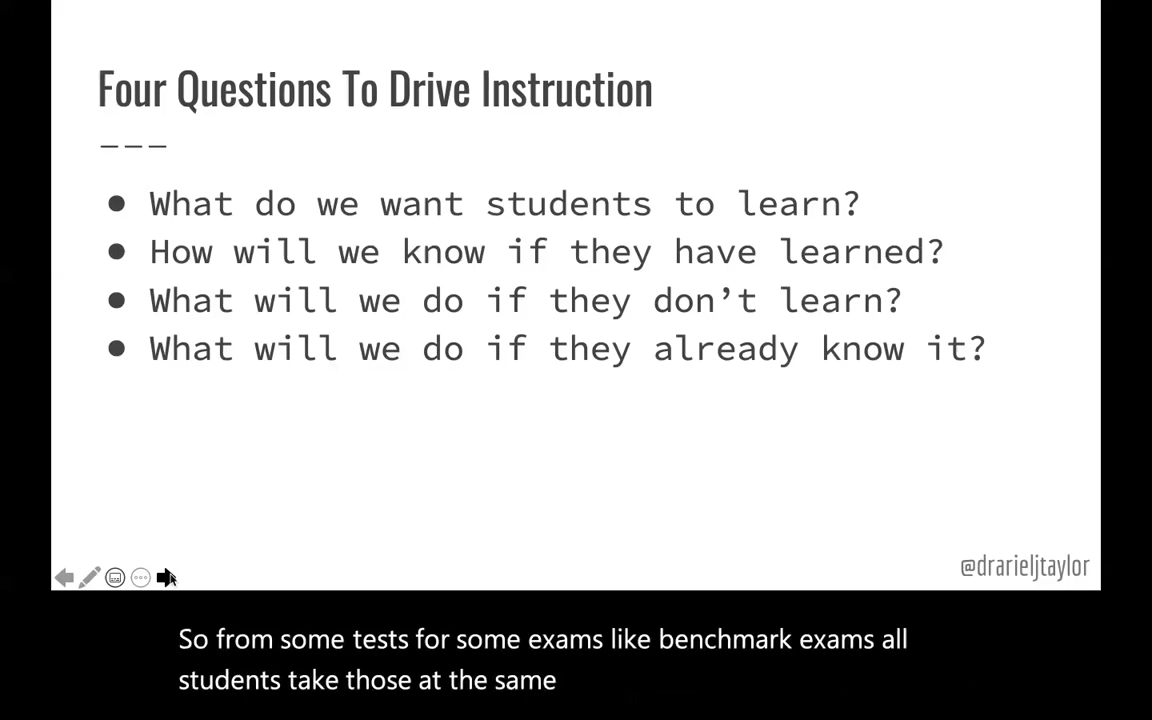 Four Questions To Drive Instruction
———
● What do we want students to learn?
● How will we know if they have learned?
● What will we do if they don’t learn?
● What will we do if they already know it?
@drarieljtaylor
So from some tests for some exams like benchmark exams all
students take those at the same